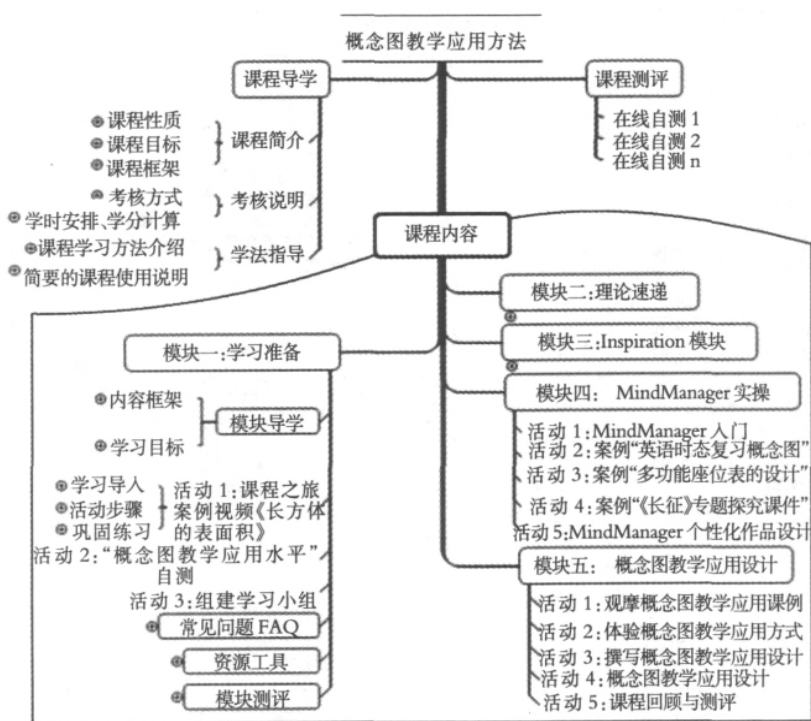 概念图教学应用方法
课程导学
课程性质
课程目标
课程框架
课程简介
考核方式
学时安排、学分计算
考核说明
课程学习方法介绍
简要的课程使用说明
学法指导
课程测评
在线自测 1
在线自测 2
在线自测 n
课程内容
模块一:学习准备
内容框架
学习目标
模块导学
学习导入
活动步骤
巩固练习
活动 1:课程之旅
案例视频《长方体
的表面积》
活动 2:“概念图教学应用水平”
自测
活动 3:组建学习小组
常见问题 FAQ
资源工具
模块测评
模块二:理论速递
模块三:Inspiration 模块
模块四: MindManager 实操
活动 1:MindManager 入门
活动 2:案例“英语时态复习概念图”
活动 3:案例“多功能座位表的设计”
活动 4:案例“《长征》专题探究课件”
活动5:MindManager 个性化作品设计
模块五: 概念图教学应用设计
活动 1:观摩概念图教学应用课例
活动 2:体验概念图教学应用方式
活动 3:撰写概念图教学应用设计
活动 4:概念图教学应用设计
活动 5:课程回顾与测评